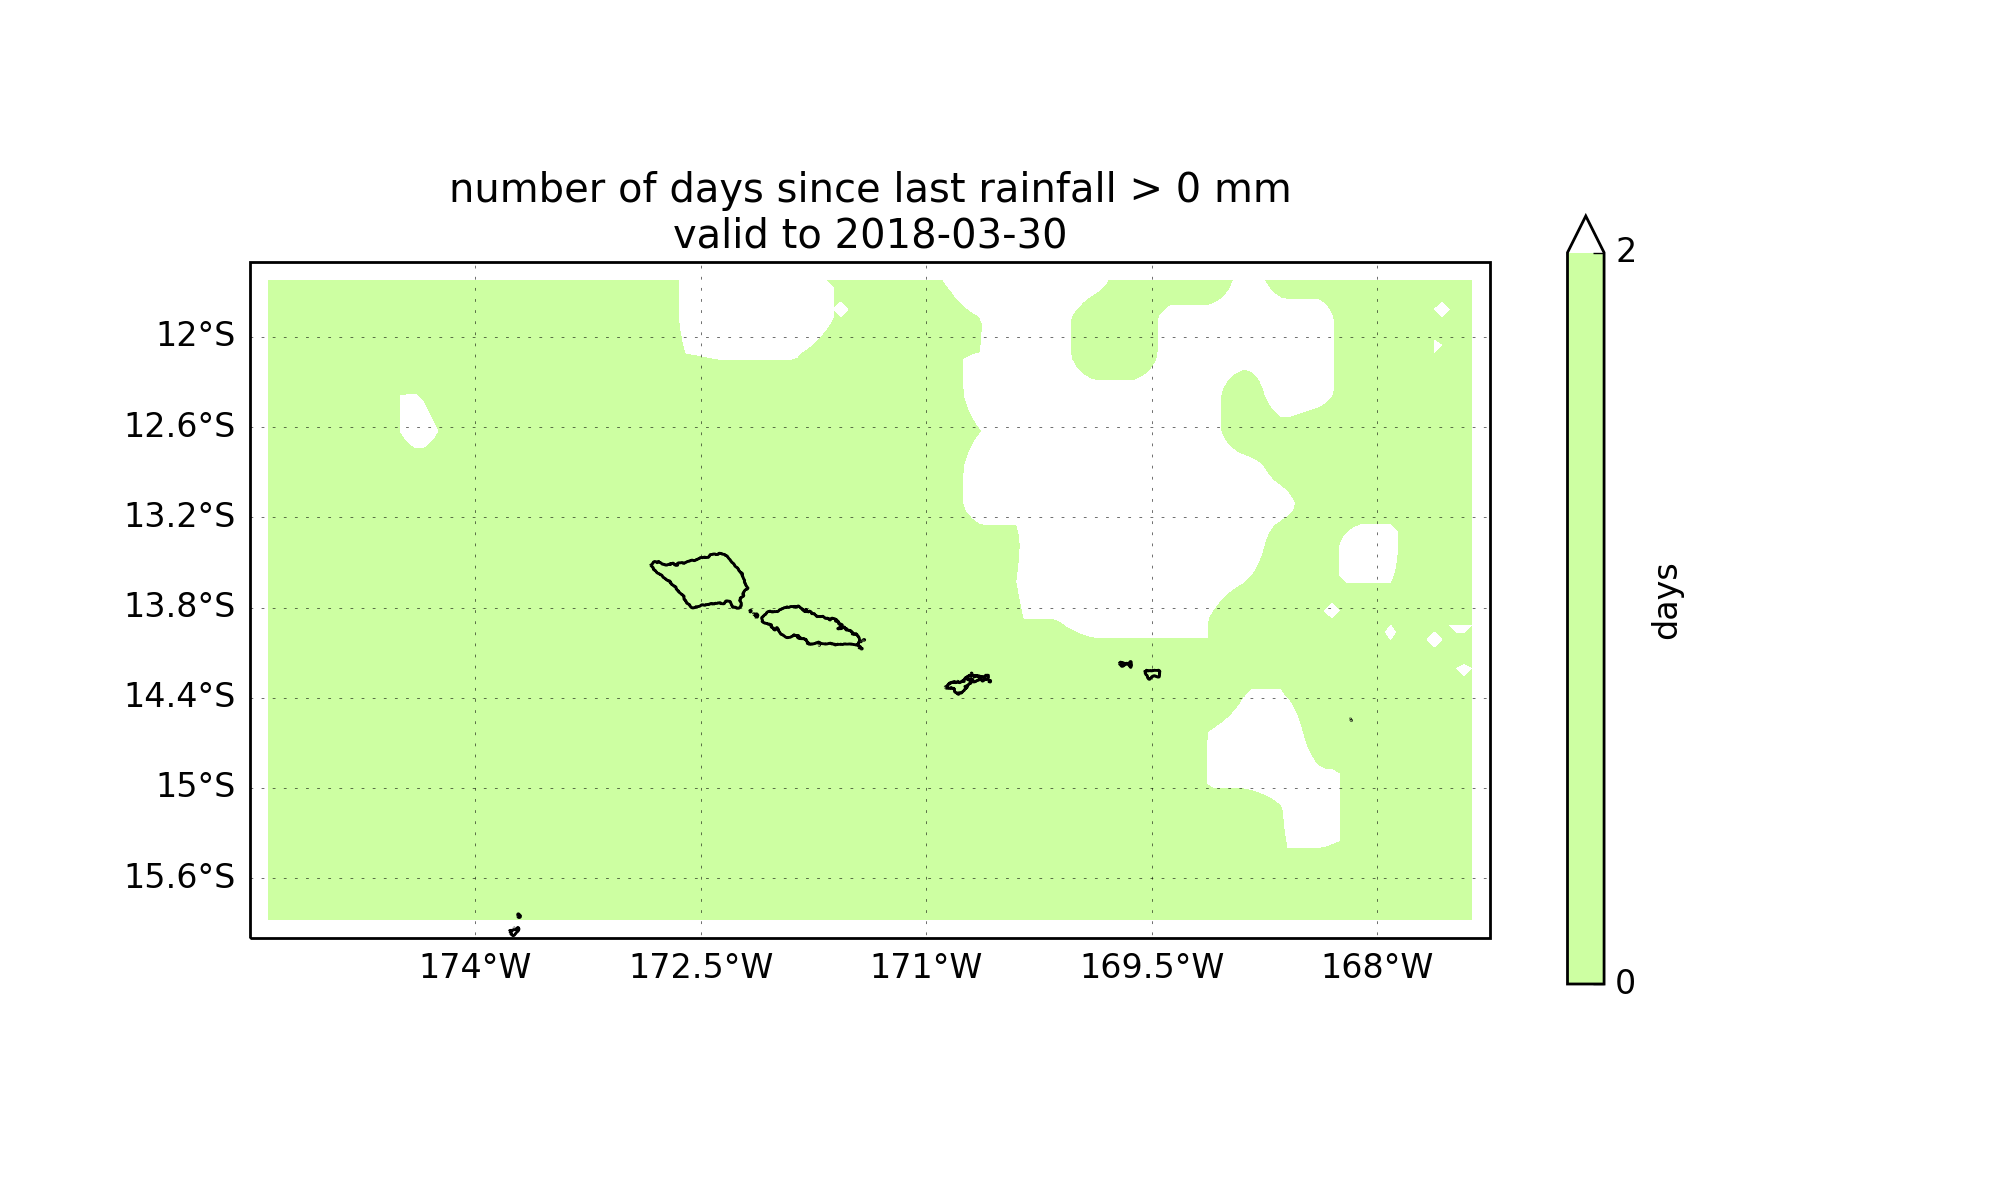 number of days since last rainfall > 0 mm
valid to 2018-03-30
2
12°S
12.6°S
13.2°S
13.8°S
days
14.4°S
15°S
15.6°S
174°W 172.5°W 171°W 169.5°W 168°W
0